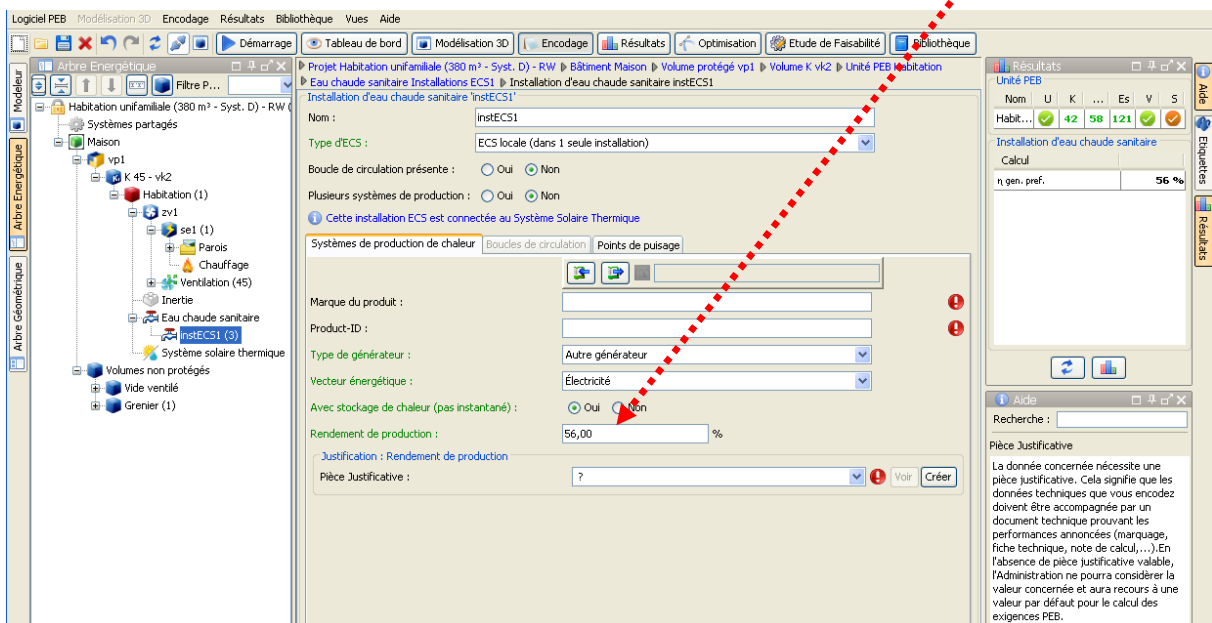 Logiciel PEB Modélisation 3D Encodage Résultats Bibliothèque Vues Aide
Démarrage Tableau de bord Modélisation 3D Encodage Résultats Optimisation Etude de Faisabilité Bibliothèque
Modeleur
Arbre Energétique
Arbre Géométrique
Arbre Energétique
Filtre P...
Habitation unifamiliale (380 m³ - Syst. D) - RW (
Systèmes partagés
Maison
vp1
K 45 - vk2
Habitation (1)
zv1
se1 (1)
Parois
Chauffage
Ventilation (45)
Inertie
Eau chaude sanitaire
instECS1 (3)
Système solaire thermique
Volumes non protégés
Vide ventilé
Grenier (1)
Projet Habitation unifamiliale (380 m³ - Syst. D) - RW Bâtiment Maison Volume protégé vp1 Volume K vk2 Unité PEB Habitation
Eau chaude sanitaire Installations ECS1 Installation d'eau chaude sanitaire instECS1
Installation d'eau chaude sanitaire 'instECS1'
Nom : instECS1
Type d'ECS : ECS locale (dans 1 seule installation)
Boucle de circulation présente : Oui Non
Plusieurs systèmes de production : Oui Non
Cette installation ECS est connectée au Système Solaire Thermique
Systèmes de production de chaleur Boucles de circulation Points de puisage
Marque du produit :
Product-ID :
Type de générateur : Autre générateur
Vecteur énergétique : Électricité
Avec stockage de chaleur (pas instantané) : Oui Non
Rendement de production : 56,00 %
Justification : Rendement de production
Pièce Justificative : ? Voir Créer
Résultats
Unité PEB
Nom U K ... Es V S
Habit... 42 58 121
Installation d'eau chaude sanitaire
Calcul
η gen. pref. 56 %
Aide
Recherche :
Pièce Justificative
La donnée concernée nécessite une
pièce justificative. Cela signifie que les
données techniques que vous encodez
doivent être accompagnée par un
document technique prouvant les
performances annoncées (marquage,
fiche technique, note de calcul,...).En
l'absence de pièce justificative valable,
l'Administration ne pourra considèrer la
valeur concernée et aura recours à une
valeur par défaut pour le calcul des
exigences PEB.
Aide
Etiquettes
Résultats